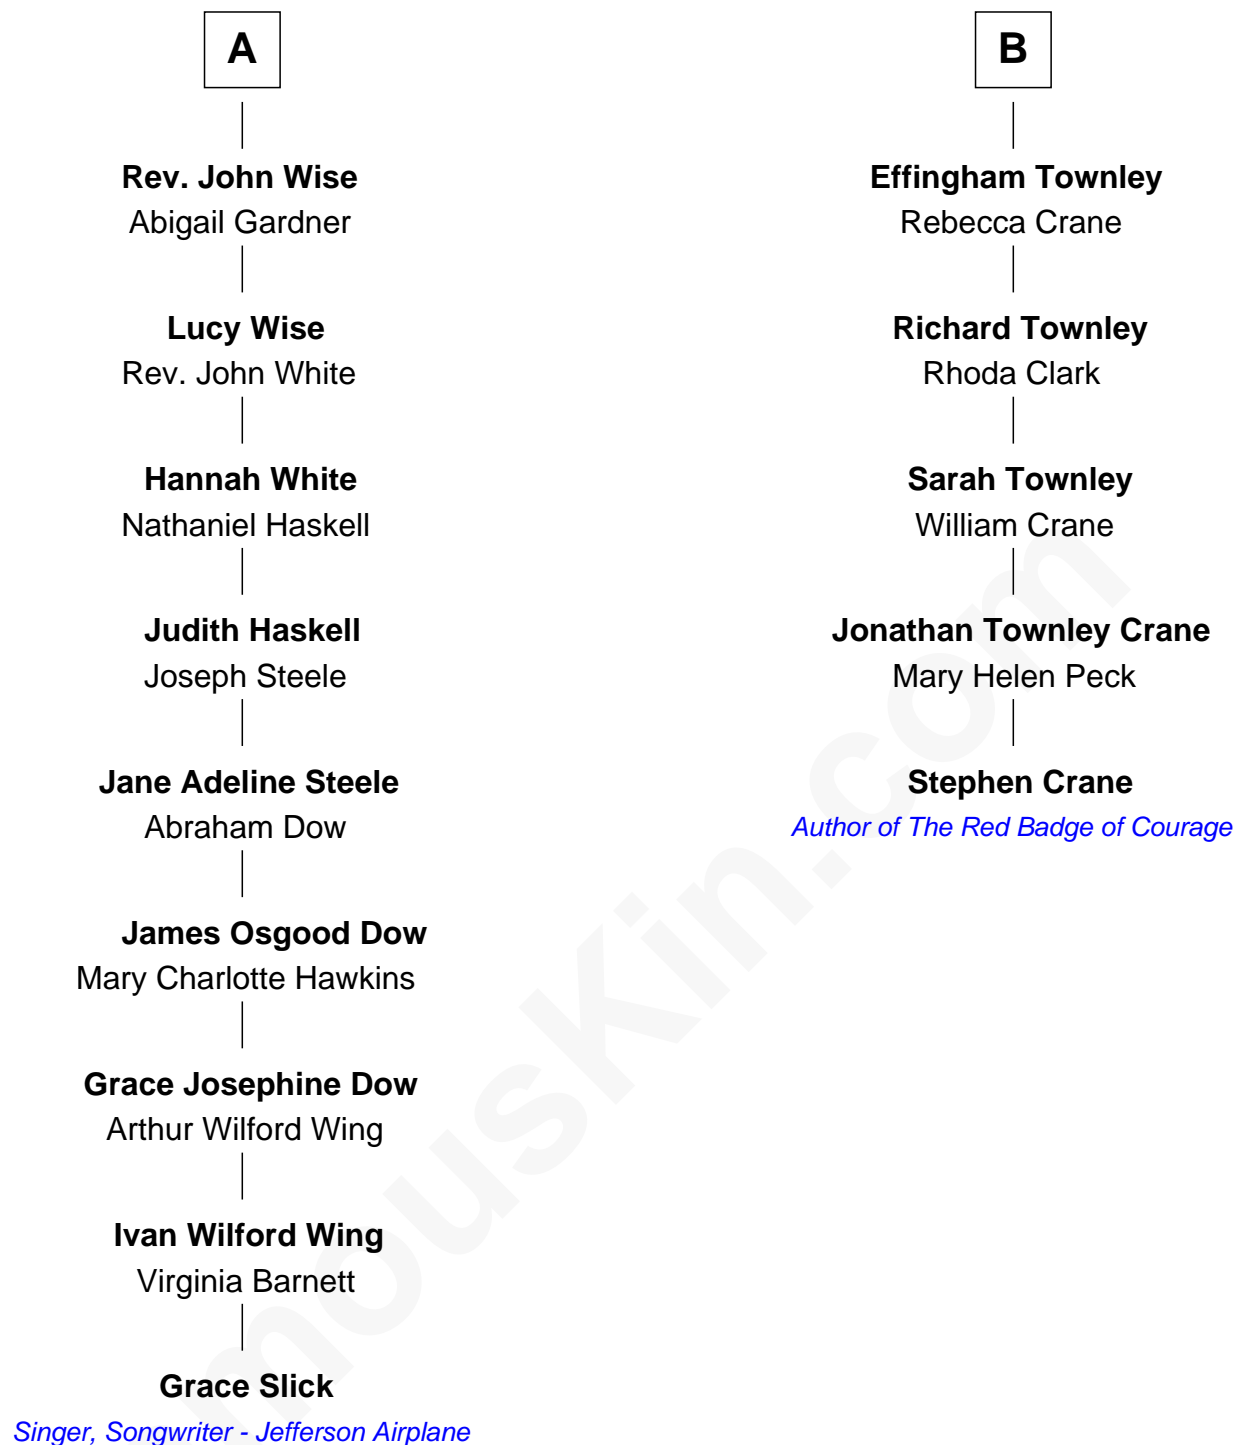 A
Rev. John Wise
Abigail Gardner
Lucy Wise
Rev. John White
Hannah White
Nathaniel Haskell
Judith Haskell
Joseph Steele
Jane Adeline Steele
Abraham Dow
James Osgood Dow
Mary Charlotte Hawkins
Grace Josephine Dow
Arthur Wilford Wing
Ivan Wilford Wing
Virginia Barnett
Grace Slick
Singer, Songwriter - Jefferson Airplane
B
Effingham Townley
Rebecca Crane
Richard Townley
Rhoda Clark
Sarah Townley
William Crane
Jonathan Townley Crane
Mary Helen Peck
Stephen Crane
Author of The Red Badge of Courage
mousKin.com